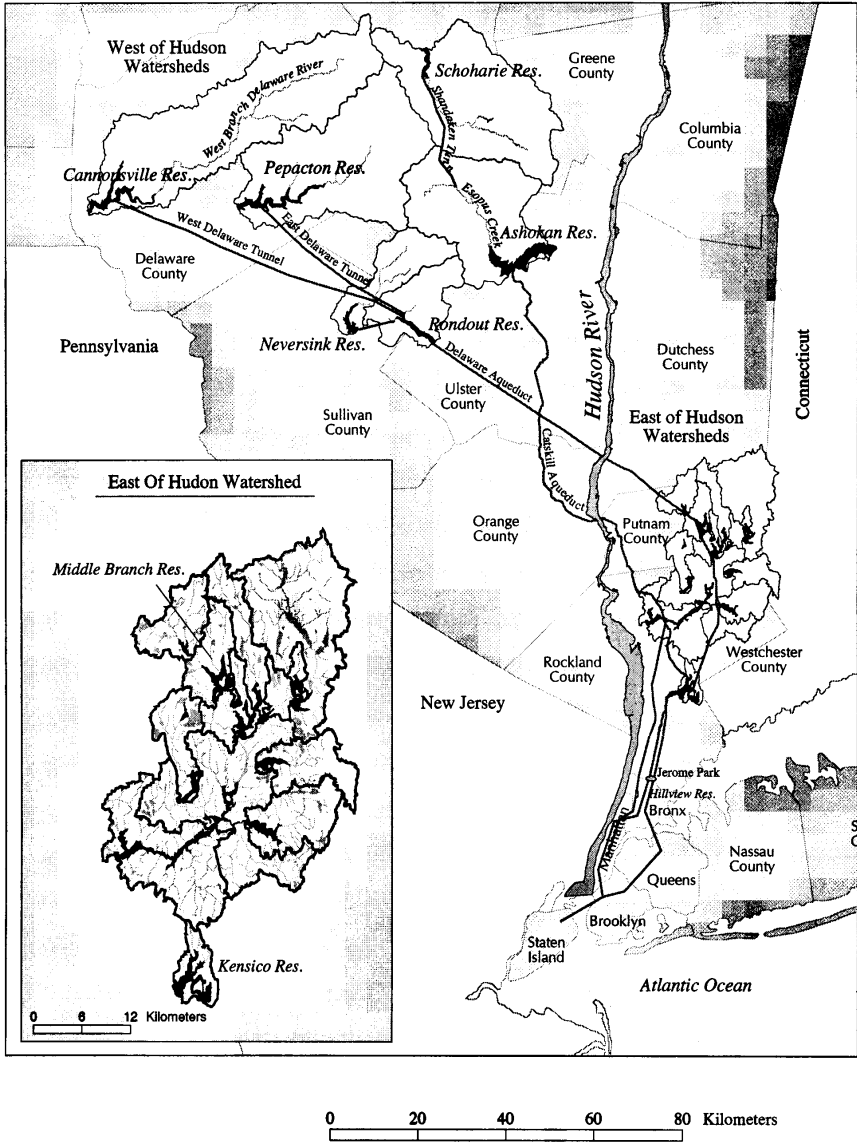 West of Hudson
Watersheds
Schoharie Res.
Greene
County
Columbia
County
West Branch Delaware River
Shandaken Tunnel
Cannonsville Res.
Pepacton Res.
Esopus Creek
Ashokan Res.
West Delaware Tunnel
East Delaware Tunnel
Delaware
County
Hudson River
Neversink Res.
Rondout Res.
Pennsylvania
Delaware Aqueduct
Dutchess
County
Connecticut
Ulster
County
Sullivan
County
East of Hudson
Watersheds
Catskill Aqueduct
East Of Hudon Watershed
Orange
County
Putnam
County
Middle Branch Res.
Rockland
County
Westchester
County
New Jersey
Jerome Park
Hillview Res.
Bronx
Manhattan
Nassau
County
S
Queens
Brooklyn
Staten
Island
Kensico Res.
Atlantic Ocean
0 6 12 Kilometers
0 20 40 60 80 Kilometers